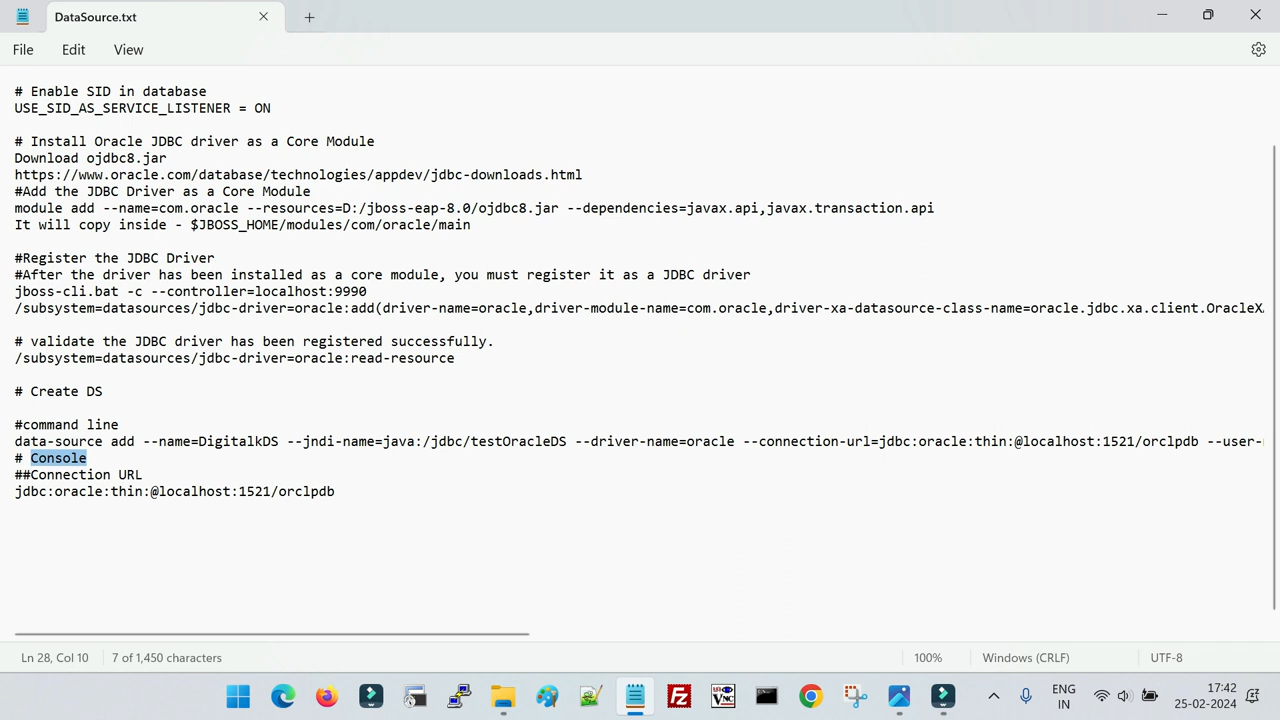 DataSource.txt
File Edit View
# Enable SID in database
USE_SID_AS_SERVICE_LISTENER = ON
# Install Oracle JDBC driver as a Core Module
Download ojdbc8.jar
https://www.oracle.com/database/technologies/appdev/jdbc-downloads.html
#Add the JDBC Driver as a Core Module
module add --name=com.oracle --resources=D:/jboss-eap-8.0/ojdbc8.jar --dependencies=javax.api,javax.transaction.api
It will copy inside - $JBOSS_HOME/modules/com/oracle/main
#Register the JDBC Driver
#After the driver has been installed as a core module, you must register it as a JDBC driver
jboss-cli.bat -c --controller=localhost:9990
/subsystem=datasources/jdbc-driver=oracle:add(driver-name=oracle,driver-module-name=com.oracle,driver-xa-datasource-class-name=oracle.jdbc.xa.client.OracleXA
# validate the JDBC driver has been registered successfully.
/subsystem=datasources/jdbc-driver=oracle:read-resource
# Create DS
#command line
data-source add --name=DigitalkDS --jndi-name=java:/jdbc/testOracleDS --driver-name=oracle --connection-url=jdbc:oracle:thin:@localhost:1521/orclpdb --user-
# Console
##Connection URL
jdbc:oracle:thin:@localhost:1521/orclpdb
Ln 28, Col 10 7 of 1,450 characters 100% Windows (CRLF) UTF-8
ENG 17:42
IN 25-02-2024